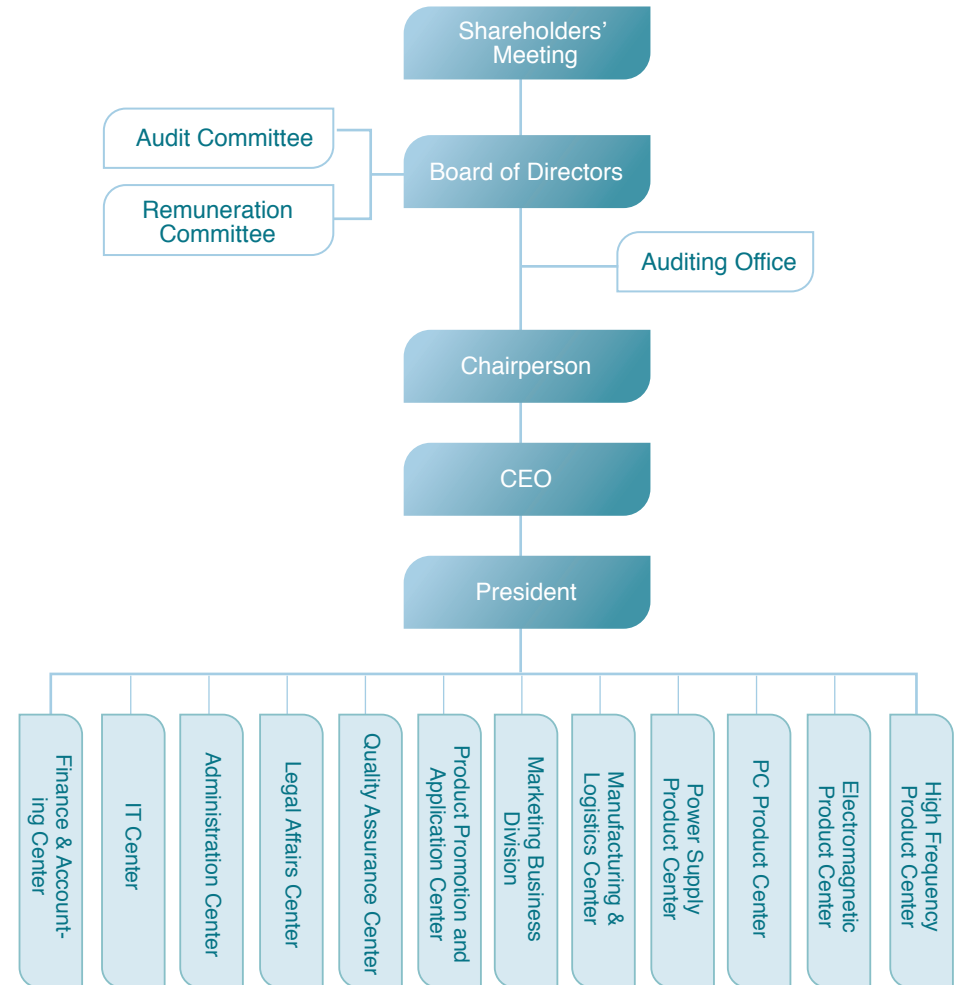 Shareholders’
Meeting
Audit Committee
Board of Directors
Remuneration
Committee
Auditing Office
Chairperson
CEO
President
Finance & Account-
ing Center
IT Center
Administration Center
Legal Affairs Center
Quality Assurance Center
Product Promotion and
Application Center
Marketing Business
Division
Manufacturing &
Logistics Center
Power Supply
Product Center
PC Product Center
Electromagnetic
Product Center
High Frequency
Product Center